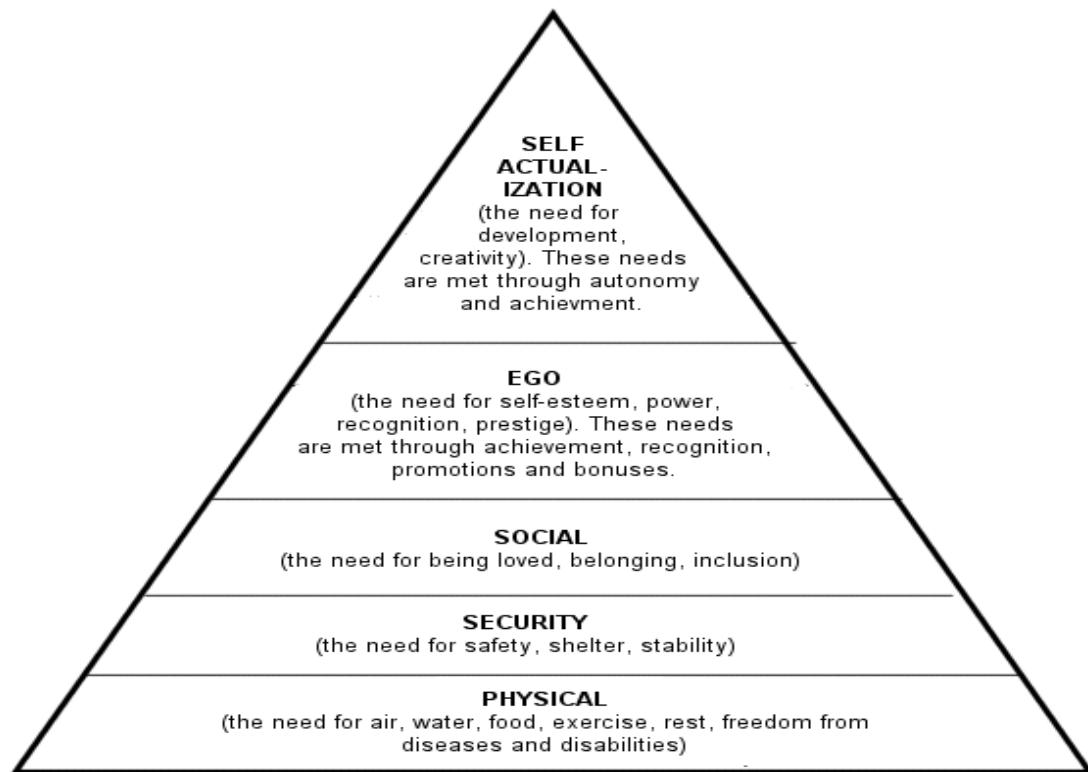 SELF
ACTUAL-
IZATION
(the need for
development,
creativity). These needs
are met through autonomy
and achievment.
EGO
(the need for self-esteem, power,
recognition, prestige). These needs
are met through achievement, recognition,
promotions and bonuses.
SOCIAL
(the need for being loved, belonging, inclusion)
SECURITY
(the need for safety, shelter, stability)
PHYSICAL
(the need for air, water, food, exercise, rest, freedom from
diseases and disabilities)